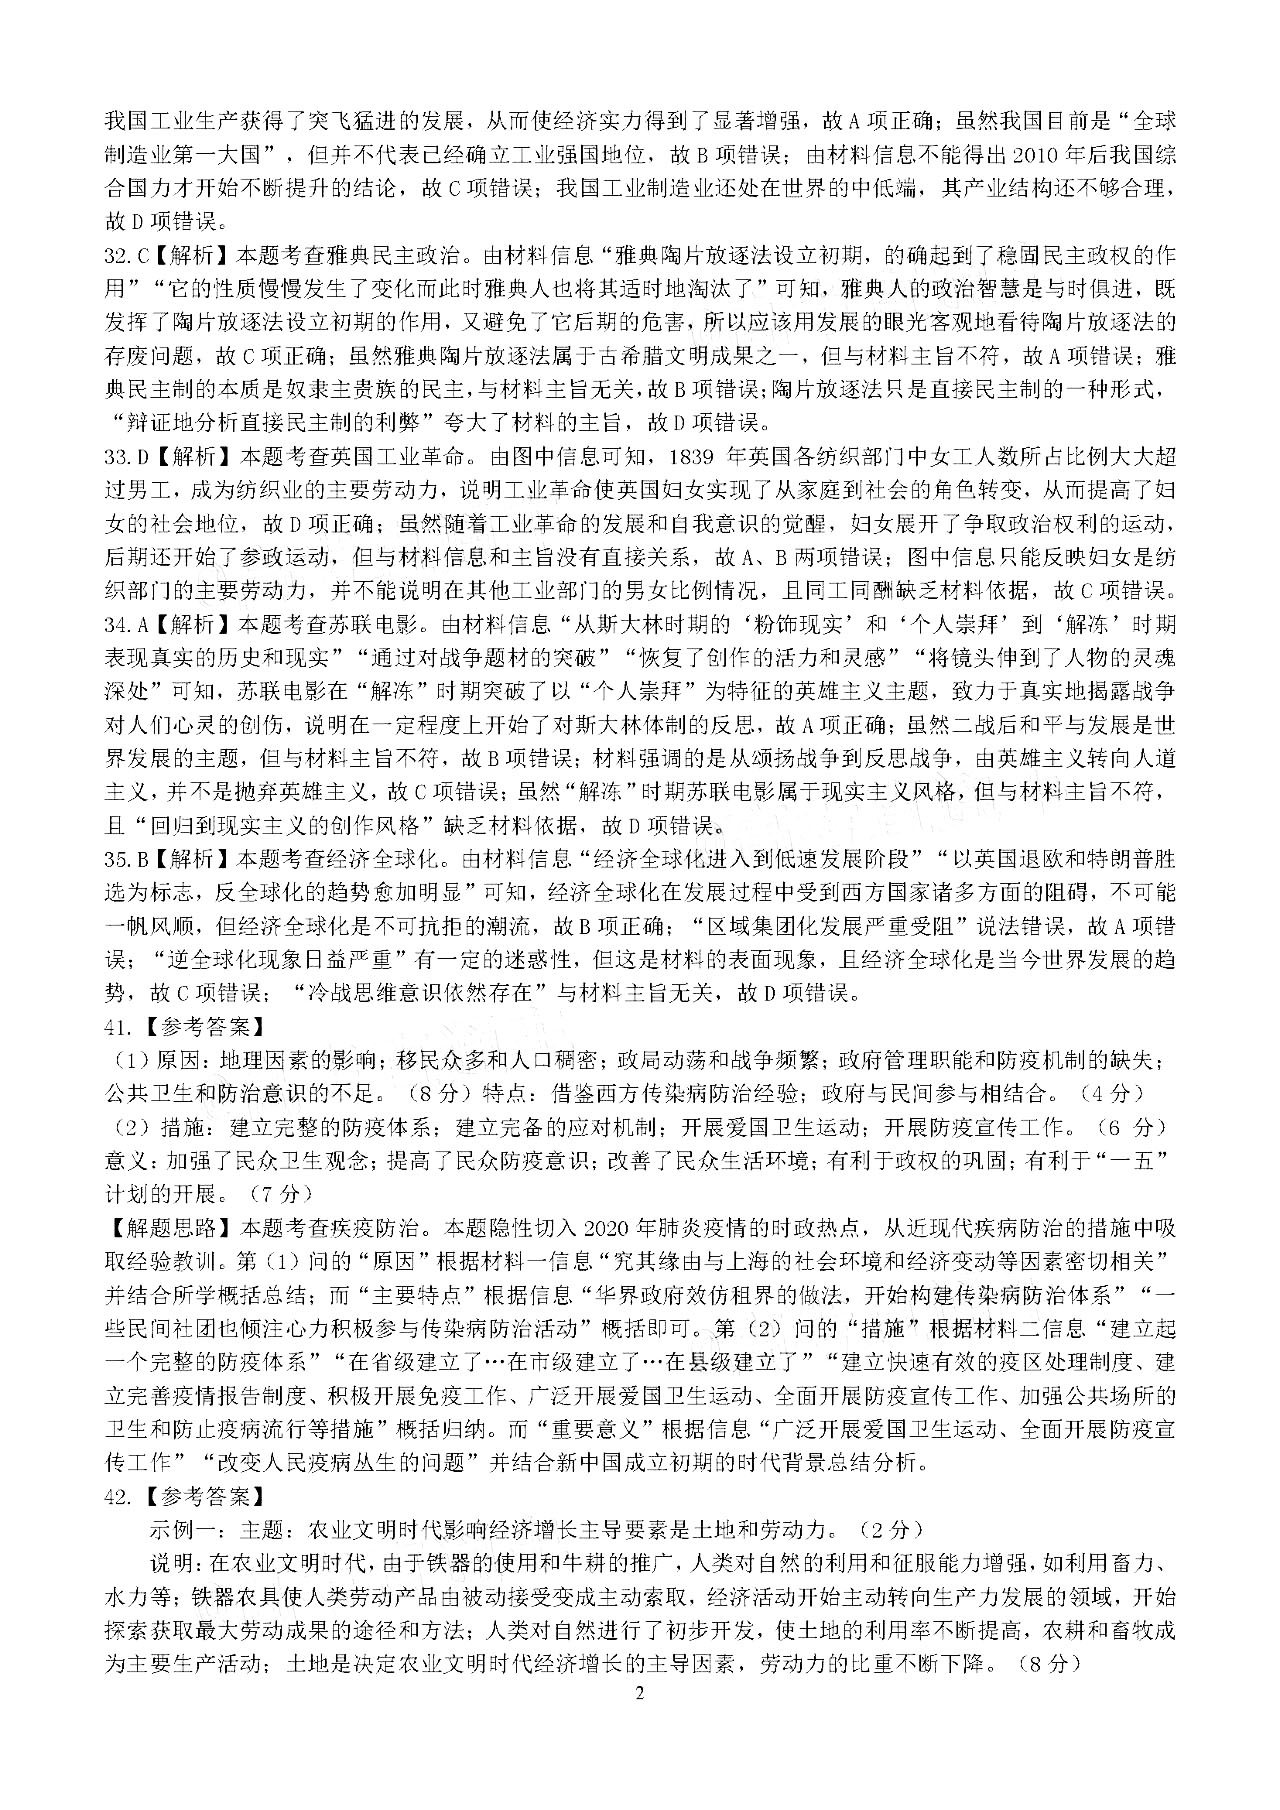 我国工业生产获得了突飞猛进的发展，从而使经济实力得到了显著增强，故 A 项正确；虽然我国目前是“全球
制造业第一大国”，但并不代表已经确立工业强国地位，故 B 项错误；由材料信息不能得出 2010 年后我国综
合国力才开始不断提升的结论，故 C 项错误；我国工业制造业还处在世界的中低端，其产业结构还不够合理，
故 D 项错误。
32. C【解析】本题考查雅典民主政治。由材料信息“雅典陶片放逐法设立初期，的确起到了稳固民主政权的作
用”“它的性质慢慢发生了变化而此时雅典人也将其适时地淘汰了”可知，雅典人的政治智慧是与时俱进，既
发挥了陶片放逐法设立初期的作用，又避免了它后期的危害，所以应该用发展的眼光客观地看待陶片放逐法的
存废问题，故 C 项正确；虽然雅典陶片放逐法属于古希腊文明成果之一，但与材料主旨不符，故 A 项错误；雅
典民主制的本质是奴隶主贵族的民主，与材料主旨无关，故 B 项错误；陶片放逐法只是直接民主制的一种形式，
“辩证地分析直接民主制的利弊”夸大了材料的主旨，故 D 项错误。
33. D【解析】本题考查英国工业革命。由图中信息可知，1839 年英国各纺织部门中女工人数所占比例大大超
过男工，成为纺织业的主要劳动力，说明工业革命使英国妇女实现了从家庭到社会的角色转变，从而提高了妇
女的社会地位，故 D 项正确；虽然随着工业革命的发展和自我意识的觉醒，妇女展开了争取政治权利的运动，
后期还开始了参政运动，但与材料信息和主旨没有直接关系，故 A、B 两项错误；图中信息只能反映妇女是纺
织部门的主要劳动力，并不能说明在其他工业部门的男女比例情况，且同工同酬缺乏材料依据，故 C 项错误。
34. A【解析】本题考查苏联电影。由材料信息“从斯大林时期的‘粉饰现实’和‘个人崇拜’到‘解冻’时期
表现真实的历史和现实”“通过对战争题材的突破”“恢复了创作的活力和灵感”“将镜头伸到了人物的灵魂
深处”可知，苏联电影在“解冻”时期突破了以“个人崇拜”为特征的英雄主义主题，致力于真实地揭露战争
对人们心灵的创伤，说明在一定程度上开始了对斯大林体制的反思，故 A 项正确；虽然二战后和平与发展是世
界发展的主题，但与材料主旨不符，故 B 项错误；材料强调的是从颂扬战争到反思战争，由英雄主义转向人道
主义，并不是抛弃英雄主义，故 C 项错误；虽然“解冻”时期苏联电影属于现实主义风格，但与材料主旨不符，
且“回归到现实主义的创作风格”缺乏材料依据，故 D 项错误。
35. B【解析】本题考查经济全球化。由材料信息“经济全球化进入到低速发展阶段”“以英国退欧和特朗普胜
选为标志，反全球化的趋势愈加明显”可知，经济全球化在发展过程中受到西方国家诸多方面的阻碍，不可能
一帆风顺，但经济全球化是不可抗拒的潮流，故 B 项正确；“区域集团化发展严重受阻”说法错误，故 A 项错
误；“逆全球化现象日益严重”有一定的迷惑性，但这是材料的表面现象，且经济全球化是当今世界发展的趋
势，故 C 项错误；“冷战思维意识依然存在”与材料主旨无关，故 D 项错误。
41. 【参考答案】
（1）原因：地理因素的影响；移民众多和人口稠密；政局动荡和战争频繁；政府管理职能和防疫机制的缺失；
公共卫生和防治意识的不足。（8 分）特点：借鉴西方传染病防治经验；政府与民间参与相结合。（4 分）
（2）措施：建立完整的防疫体系；建立完备的应对机制；开展爱国卫生运动；开展防疫宣传工作。（6 分）
意义：加强了民众卫生观念；提高了民众防疫意识；改善了民众生活环境；有利于政权的巩固；有利于“一五”
计划的开展。（7 分）
【解题思路】本题考查疾疫防治。本题隐性切入 2020 年肺炎疫情的时政热点，从近现代疾病防治的措施中吸
取经验教训。第（1）问的“原因”根据材料一信息“究其缘由与上海的社会环境和经济变动等因素密切相关”
并结合所学概括总结；而“主要特点”根据信息“华界政府效仿租界的做法，开始构建传染病防治体系”“一
些民间社团也倾注心力积极参与传染病防治活动”概括即可。第（2）问的“措施”根据材料二信息“建立起
一个完整的防疫体系”“在省级建立了…在市级建立了…在县级建立了”“建立快速有效的疫区处理制度、建
立完善疫情报告制度、积极开展免疫工作、广泛开展爱国卫生运动、全面开展防疫宣传工作、加强公共场所的
卫生和防止疫病流行等措施”概括归纳。而“重要意义”根据信息“广泛开展爱国卫生运动、全面开展防疫宣
传工作”“改变人民疫病丛生的问题”并结合新中国成立初期的时代背景总结分析。
42. 【参考答案】
示例一：主题：农业文明时代影响经济增长主导要素是土地和劳动力。（2 分）
说明：在农业文明时代，由于铁器的使用和牛耕的推广，人类对自然的利用和征服能力增强，如利用畜力、
水力等；铁器农具使人类劳动产品由被动接受变成主动索取，经济活动开始主动转向生产力发展的领域，开始
探索获取最大劳动成果的途径和方法；人类对自然进行了初步开发，使土地的利用率不断提高，农耕和畜牧成
为主要生产活动；土地是决定农业文明时代经济增长的主导因素，劳动力的比重不断下降。（8 分）
2